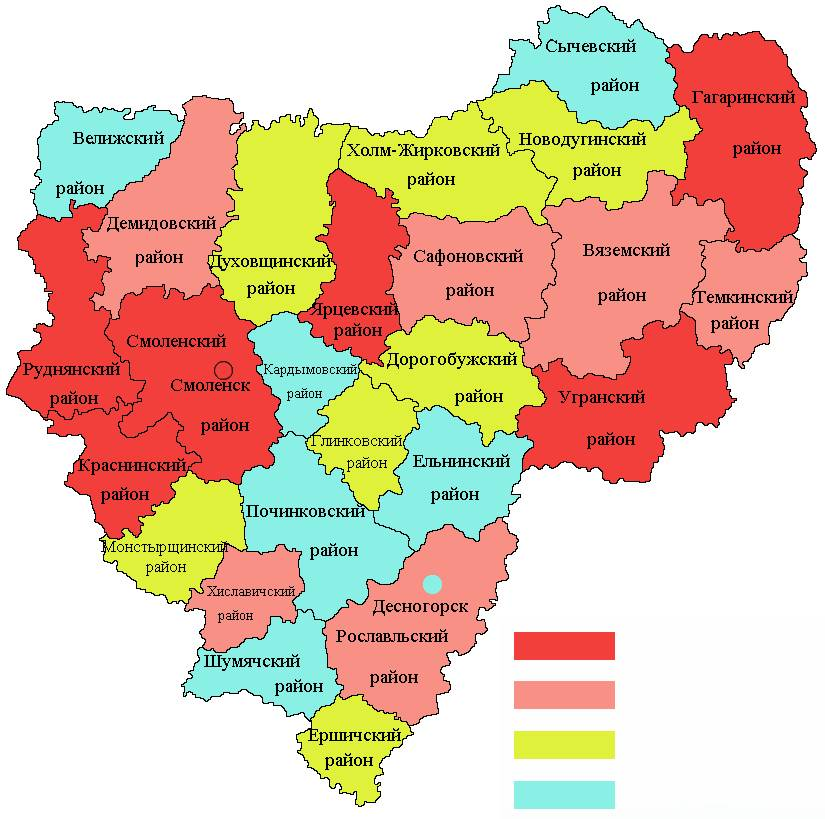 Сычевский
район
Гагаринский
район
Велижский
район
Холм-Жирковский
район
Новодугинский
район
Демидовский
район
Духовщинский
район
Сафоновский
район
Вяземский
район
Темкинский
район
Ярцевский
район
Смоленский
Смоленск
район
Руднянский
район
Кардымовский
район
Дорогобужский
район
Угранский
район
Глинковский
район
Ельнинский
район
Краснинский
район
Починковский
район
Монстырщинский
район
Хиславичский
район
Десногорск
Рославльский
район
Шумячский
район
Ершичский
район